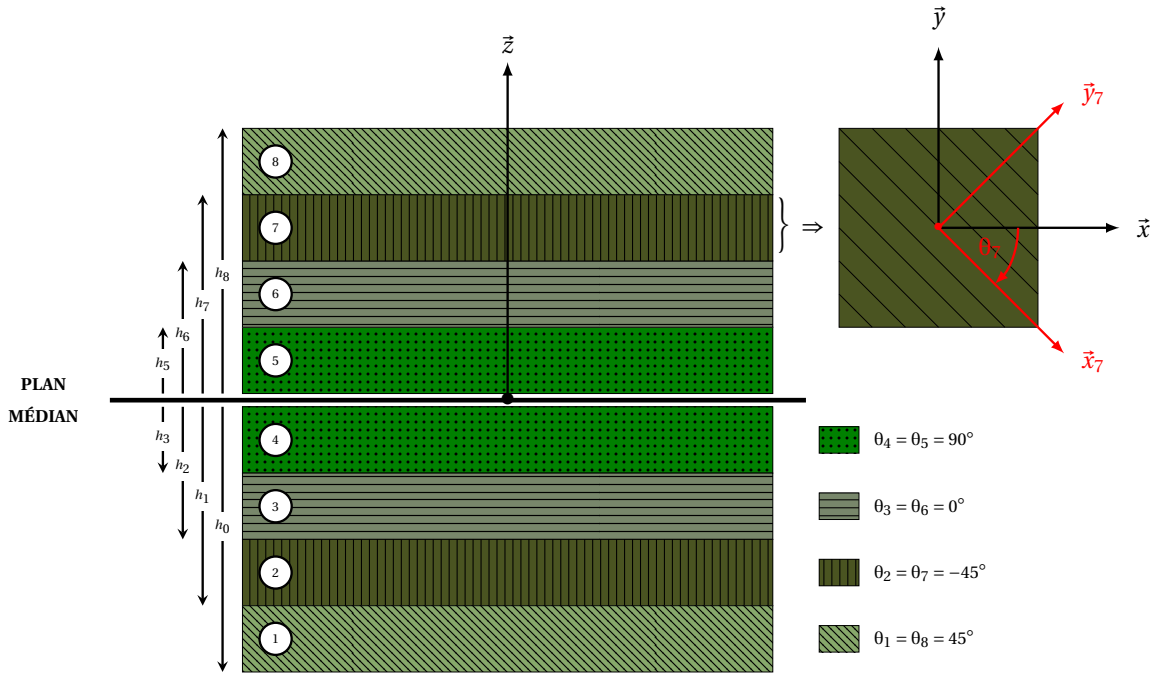 y⃗
z⃗
y⃗₇
8
7
⇒
x⃗
θ₇
h₈
6
h₇
h₆
5
h₅
x⃗₇
PLAN
MÉDIAN
h₃
4
θ₄ = θ₅ = 90°
h₂
h₁
3
θ₃ = θ₆ = 0°
h₀
2
θ₂ = θ₇ = −45°
1
θ₁ = θ₈ = 45°